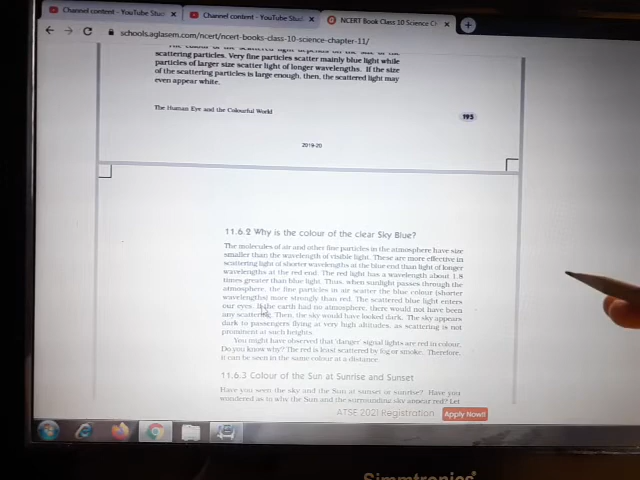 Channel content - YouTube Stud
Channel content - YouTube Stud
NCERT Book Class 10 Science C
schools.aglasem.com/ncert/ncert-books-class-10-science-chapter-11/
scattering particles. Very fine particles scatter mainly blue light while
particles of larger size scatter light of longer wavelengths. If the size
of the scattering particles is large enough, then, the scattered light may
even appear white.
The Human Eye and the Colourful World
195
2019-20
11.6.2 Why is the colour of the clear Sky Blue?
The molecules of air and other fine particles in the atmosphere have size
smaller than the wavelength of visible light. These are more effective in
scattering light of shorter wavelengths at the blue end than light of longer
wavelengths at the red end. The red light has a wavelength about 1.8
times greater than blue light. Thus, when sunlight passes through the
atmosphere, the fine particles in air scatter the blue colour (shorter
wavelengths) more strongly than red. The scattered blue light enters
our eyes. If the earth had no atmosphere, there would not have been
any scattering. Then, the sky would have looked dark. The sky appears
dark to passengers flying at very high altitudes, as scattering is not
prominent at such heights.
You might have observed that 'danger' signal lights are red in colour.
Do you know why? The red is least scattered by fog or smoke. Therefore,
it can be seen in the same colour at a distance.
11.6.3 Colour of the Sun at Sunrise and Sunset
Have you seen the sky and the Sun at sunset or sunrise? Have you
wondered as to why the Sun and the surrounding sky appear red? Let
ATSE 2021 Registration
Apply Now!!
Simmtronics